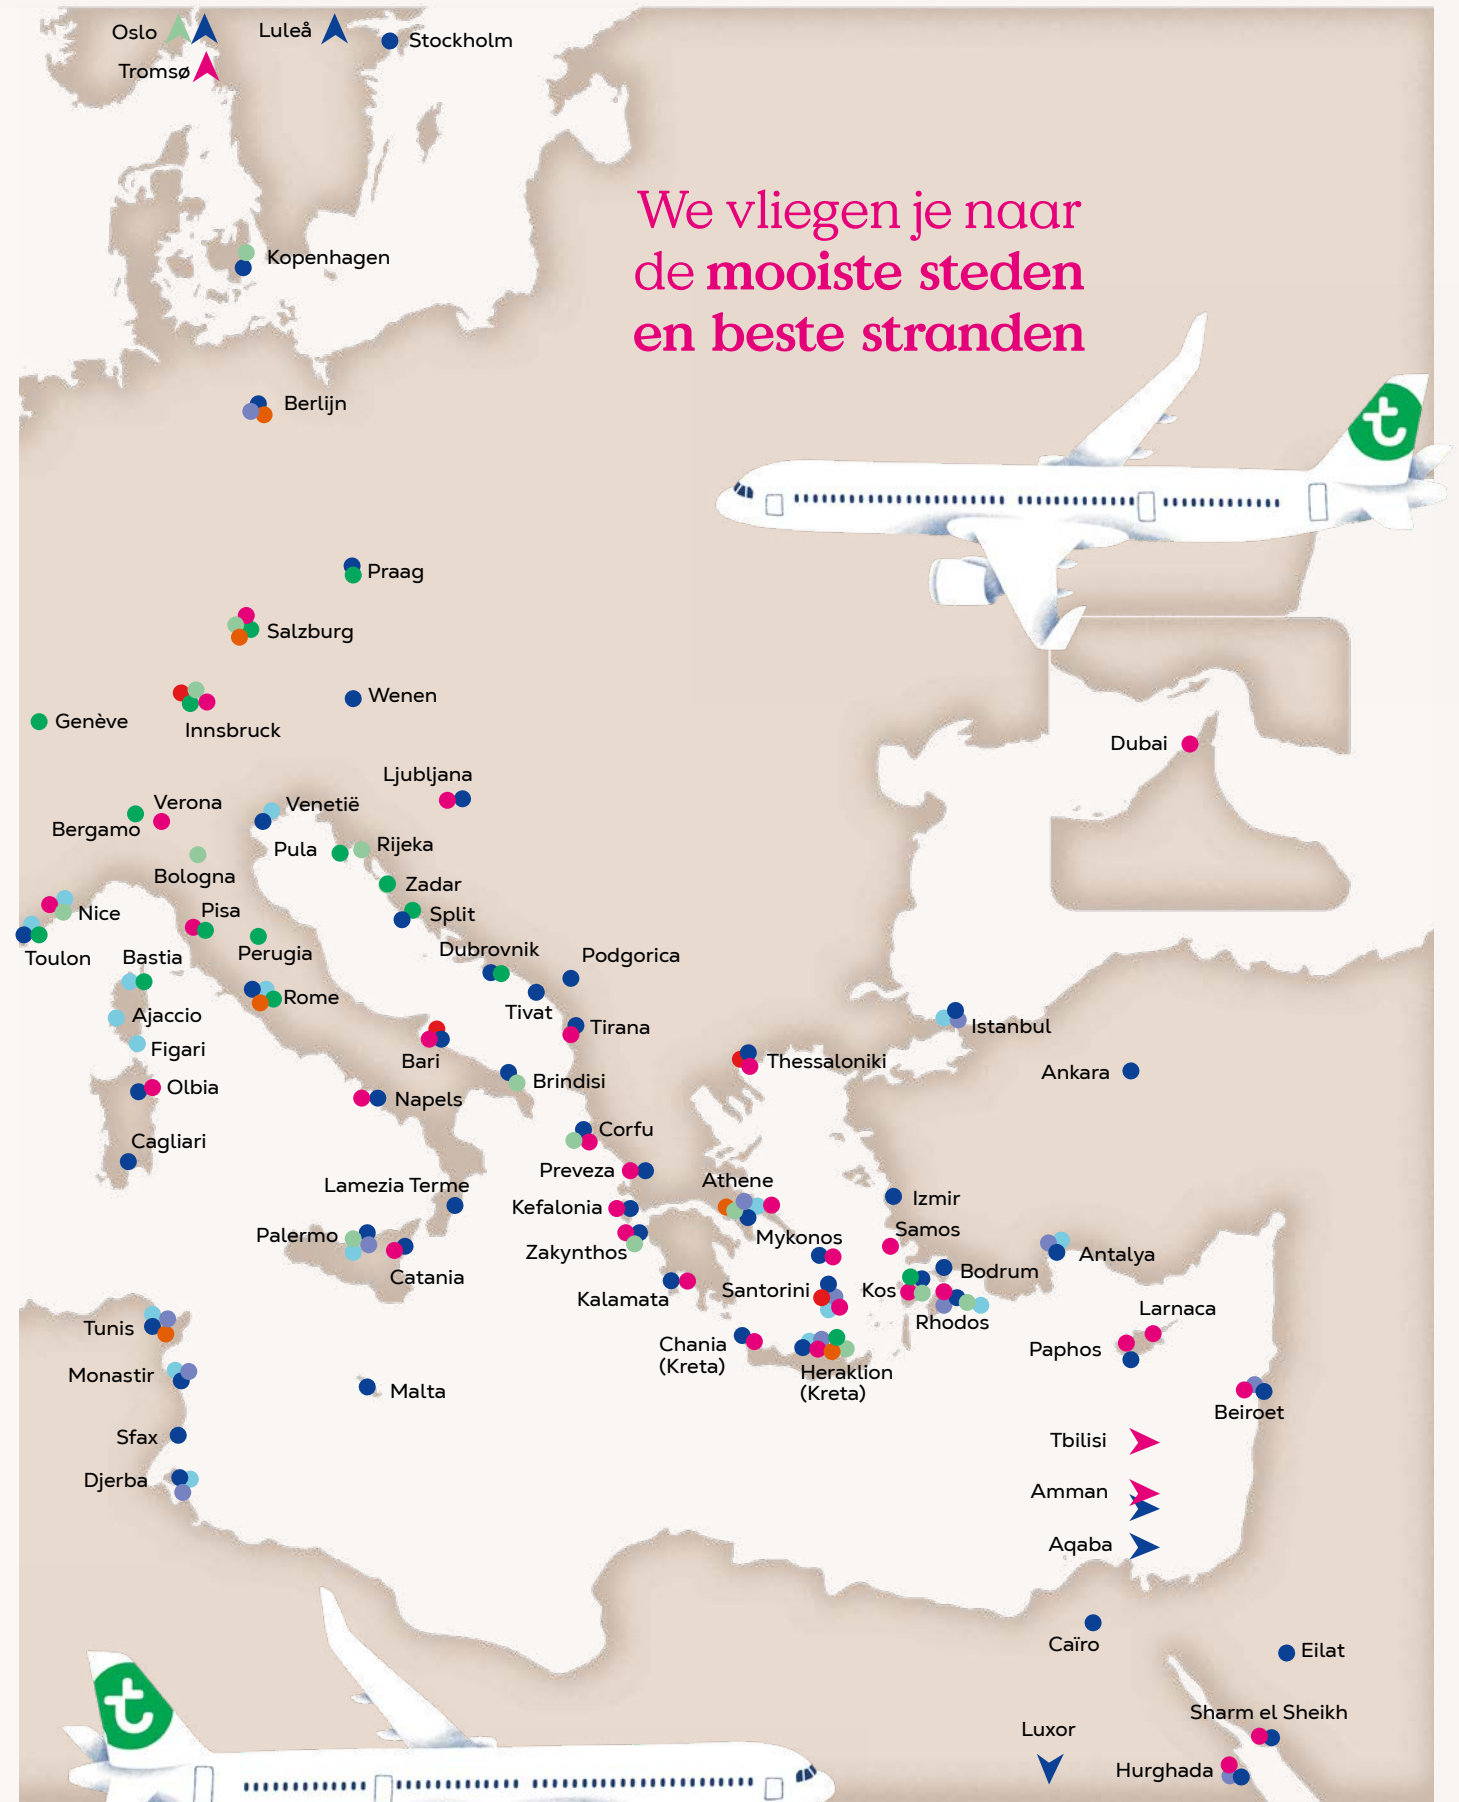 Oslo
Luleå
Stockholm
Tromsø
We vliegen je naar
de mooiste steden
en beste stranden
Kopenhagen
Berlijn
Praag
Salzburg
Wenen
Genève
Innsbruck
Dubai
Ljubljana
Verona
Venetië
Bergamo
Pula
Rijeka
Bologna
Zadar
Nice
Pisa
Split
Toulon
Bastia
Perugia
Dubrovnik
Podgorica
Rome
Tivat
Ajaccio
Tirana
Istanbul
Figari
Bari
Thessaloniki
Ankara
Olbia
Napels
Brindisi
Cagliari
Corfu
Preveza
Athene
Lamezia Terme
Kefalonia
Izmir
Palermo
Samos
Zakynthos
Mykonos
Antalya
Catania
Bodrum
Kalamata
Santorini
Kos
Larnaca
Tunis
Rhodos
Chania
(Kreta)
Paphos
Monastir
Heraklion
(Kreta)
Malta
Beiroet
Sfax
Tbilisi
Djerba
Amman
Aqaba
Caïro
Eilat
Sharm el Sheikh
Luxor
Hurghada